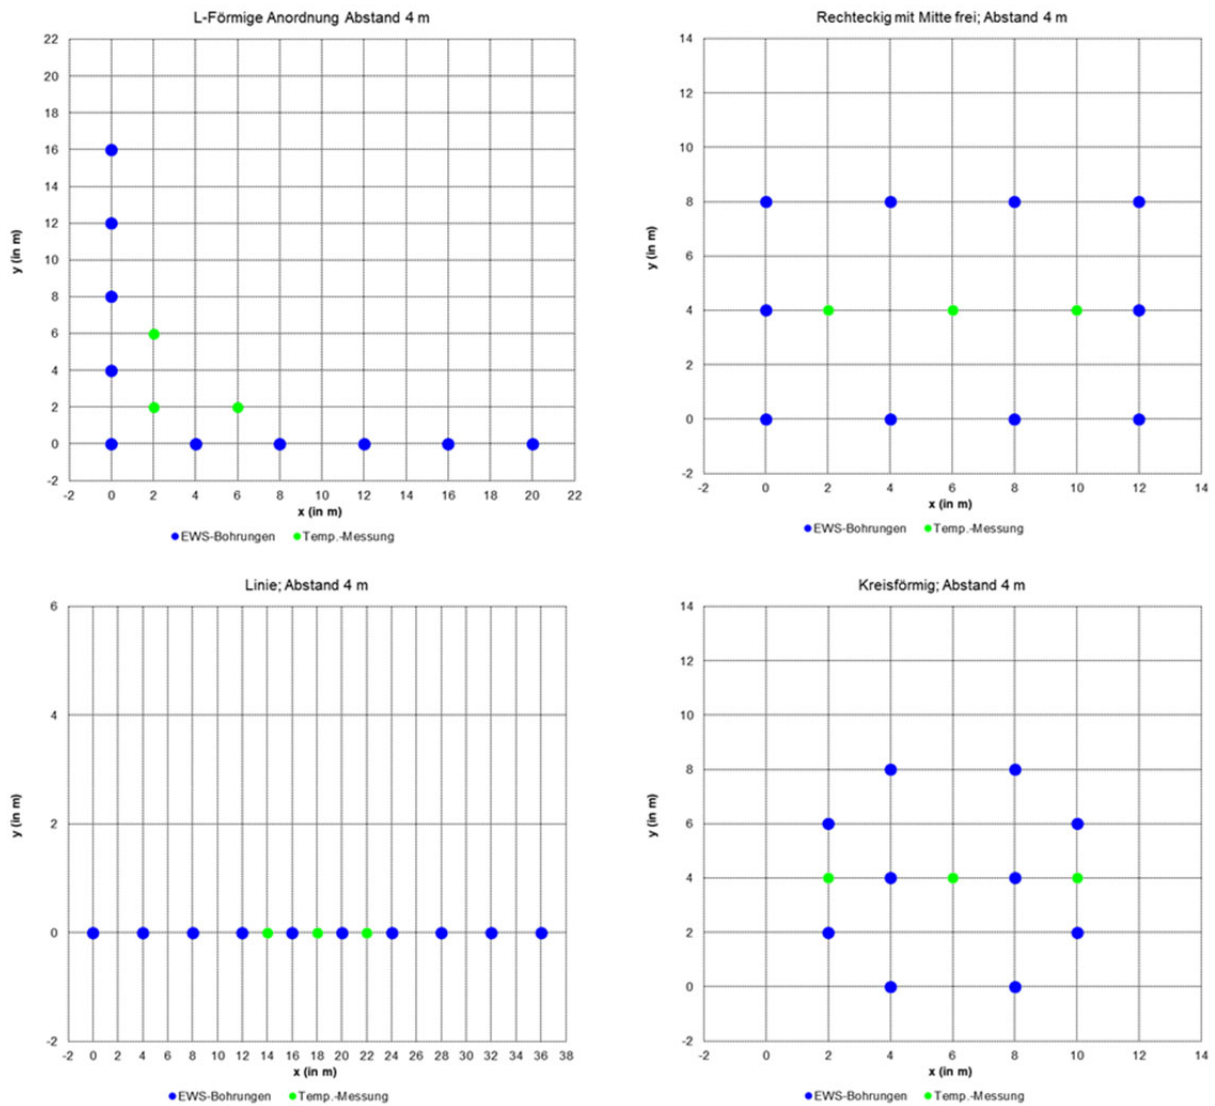 L-Förmige Anordnung Abstand 4 m
22
20
18
16
14
12
10
8
6
4
2
0
-2
y (in m)
-2 0 2 4 6 8 10 12 14 16 18 20 22
x (in m)
EWS-Bohrungen Temp.-Messung
Rechteckig mit Mitte frei; Abstand 4 m
14
12
10
8
6
4
2
0
-2
y (in m)
-2 0 2 4 6 8 10 12 14
x (in m)
EWS-Bohrungen Temp.-Messung
Linie; Abstand 4 m
6
4
2
0
-2
y (in m)
-2 0 2 4 6 8 10 12 14 16 18 20 22 24 26 28 30 32 34 36 38
x (in m)
EWS-Bohrungen Temp.-Messung
Kreisförmig; Abstand 4 m
14
12
10
8
6
4
2
0
-2
y (in m)
-2 0 2 4 6 8 10 12 14
x (in m)
EWS-Bohrungen Temp.-Messung